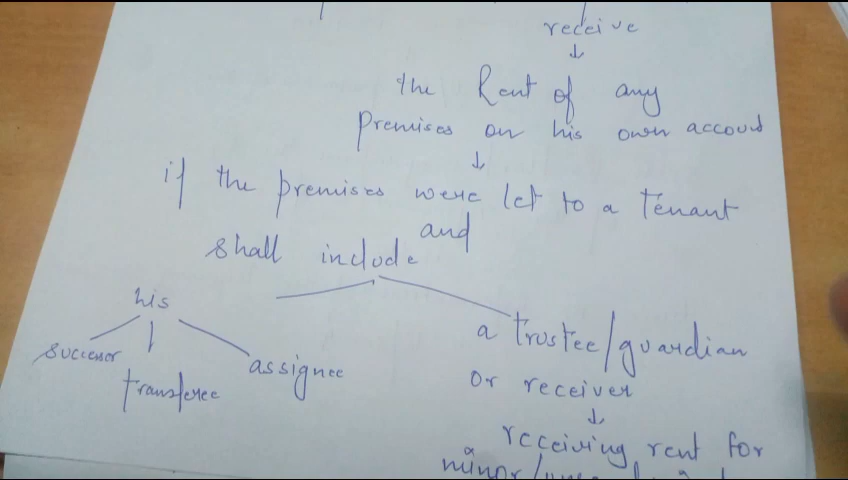 receive
↓
the Rent of any
premises on his own account
↓
if the premises were let to a tenant
and
shall include
his
successor
transferee
assignee
a trustee/guardian
or receiver
↓
receiving rent for
a
minor/